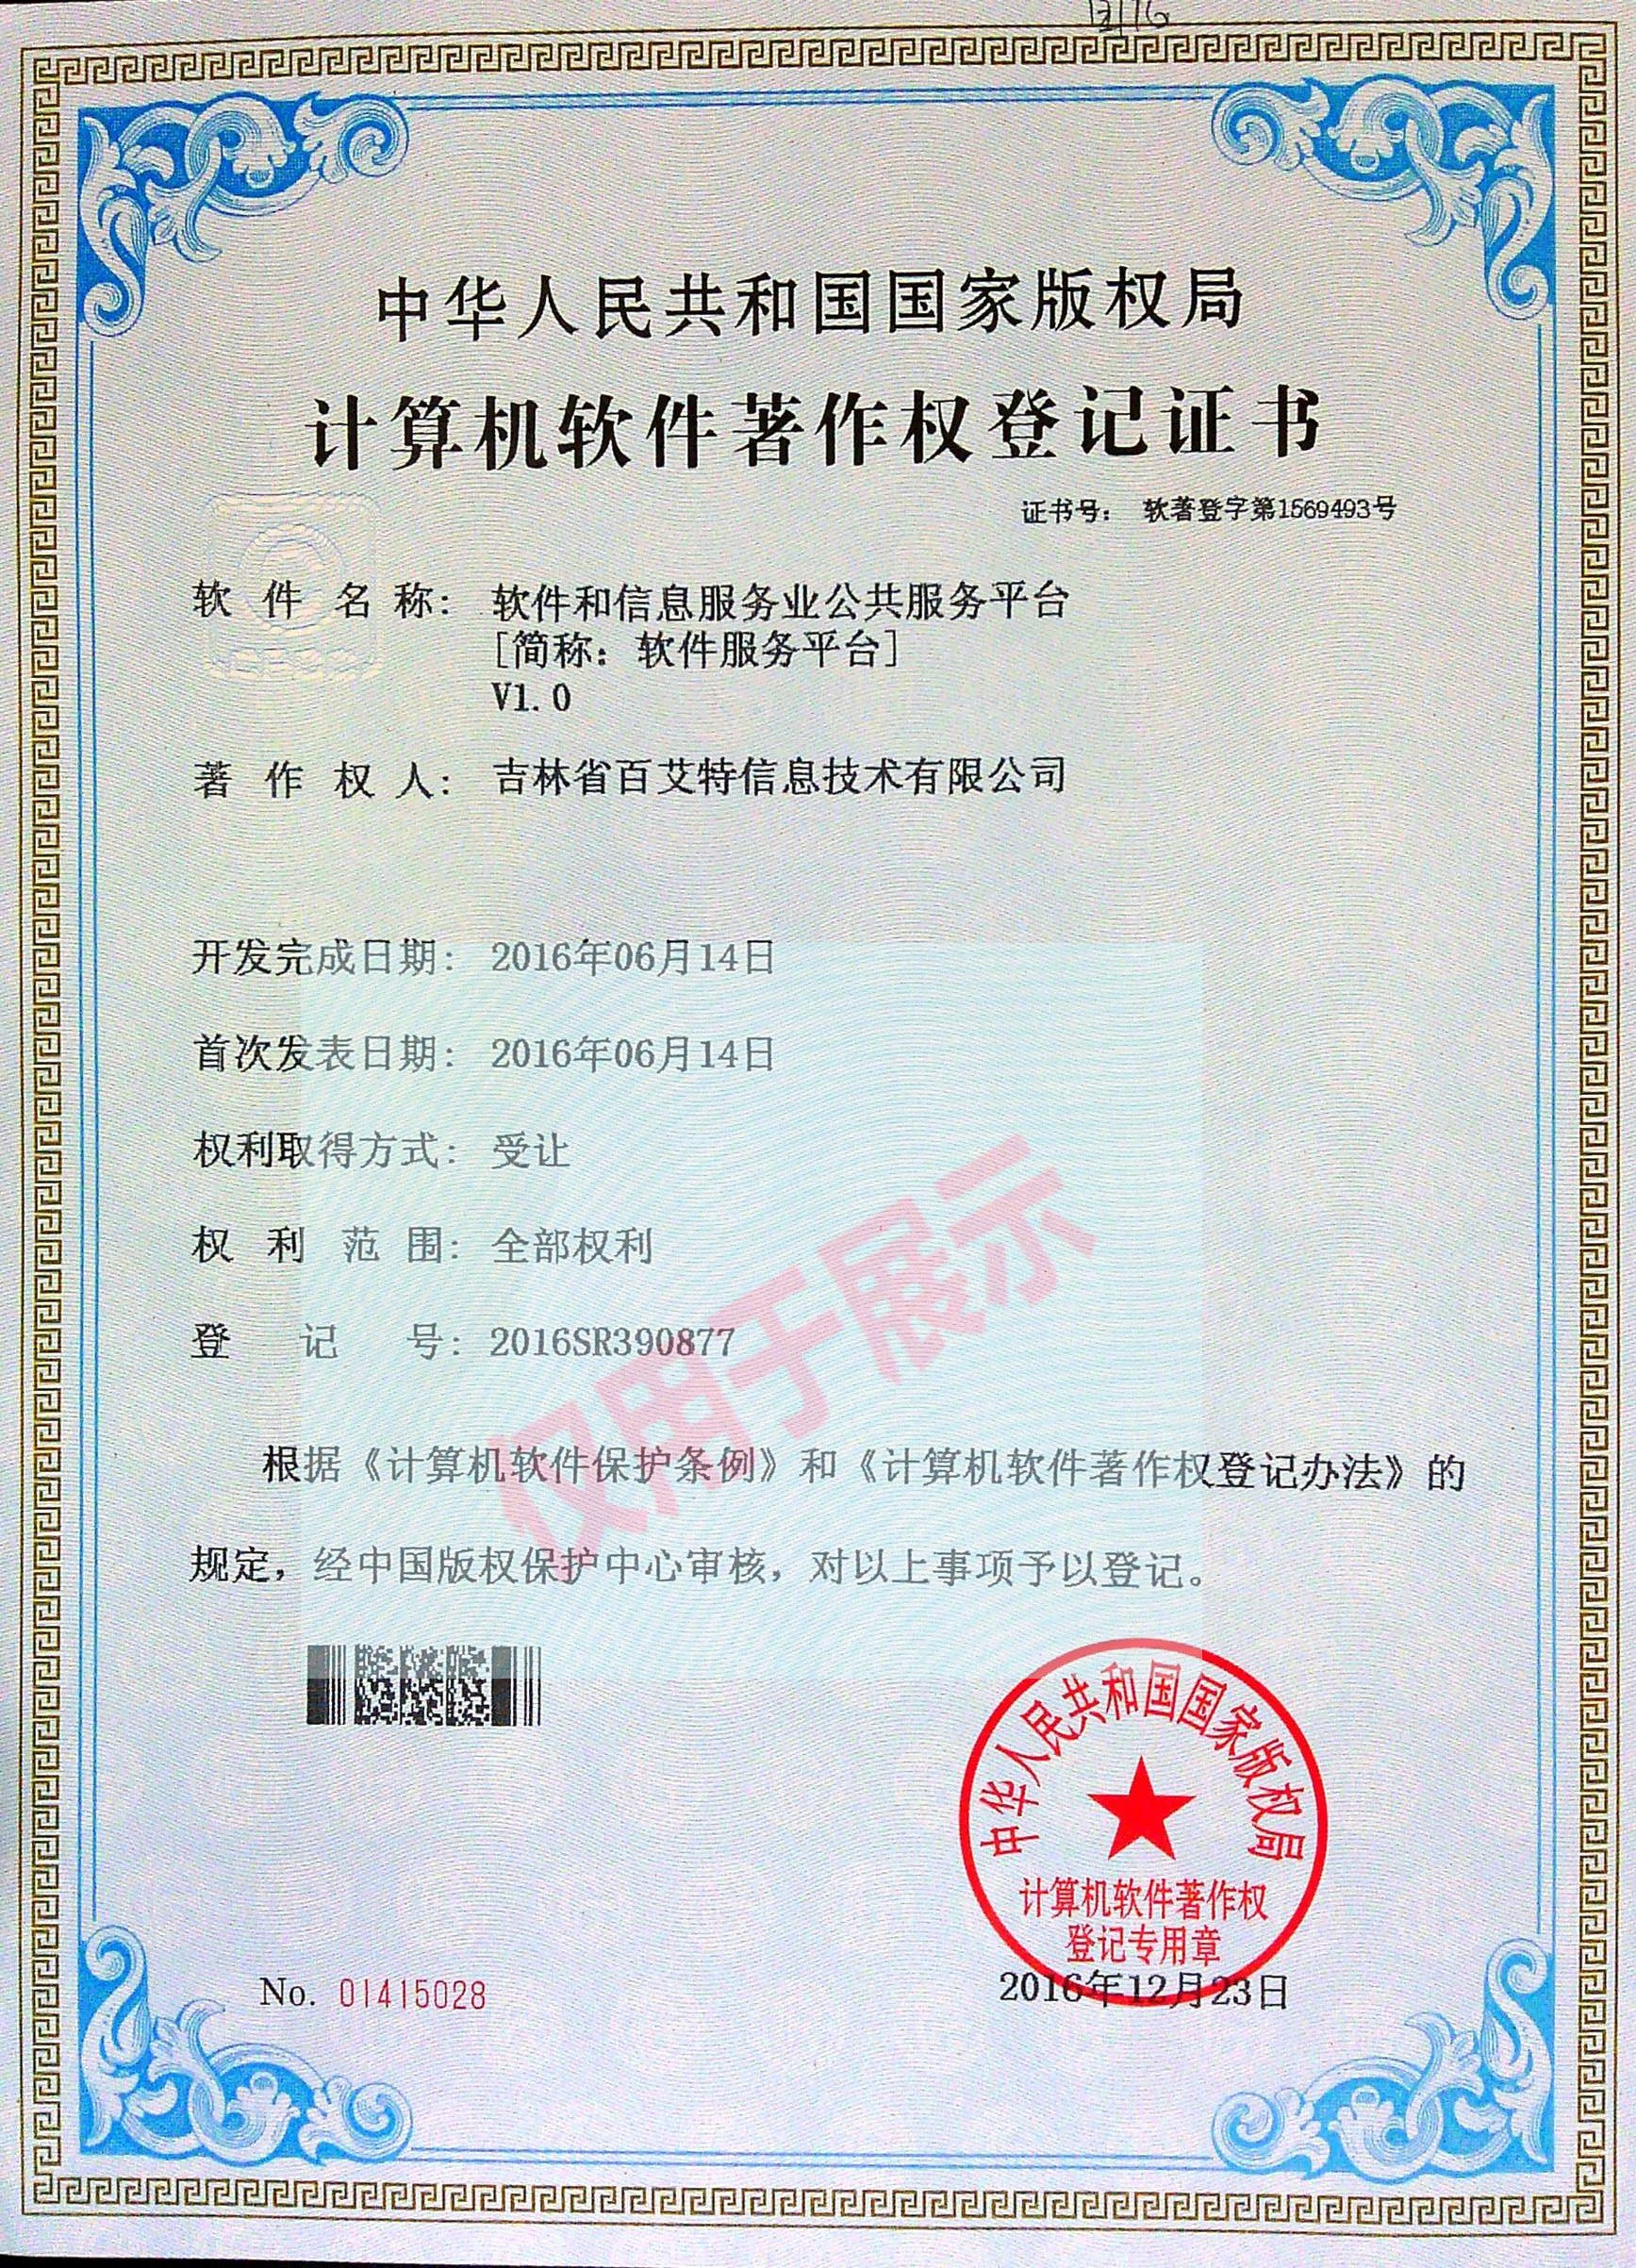 中华人民共和国国家版权局
计算机软件著作权登记证书
证书号： 软著登字第1569493号
软件名称： 软件和信息服务业公共服务平台
[简称：软件服务平台]
V1.0
著作权人： 吉林省百艾特信息技术有限公司
开发完成日期： 2016年06月14日
首次发表日期： 2016年06月14日
权利取得方式： 受让
权利范围： 全部权利
登记号： 2016SR390877
仅用于展示
根据《计算机软件保护条例》和《计算机软件著作权登记办法》的
规定，经中国版权保护中心审核，对以上事项予以登记。
中华人民共和国国家版权局
计算机软件著作权
登记专用章
No. 01415028
2016年12月23日